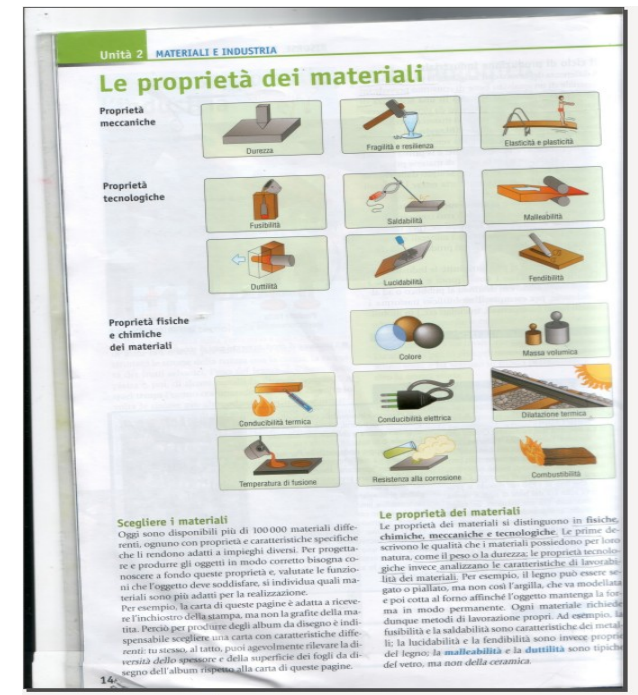 Unità 2 MATERIALI E INDUSTRIA
Le proprietà dei materiali
Proprietà
meccaniche
Durezza
Fragilità e resilienza
Elasticità e plasticità
Proprietà
tecnologiche
Fusibilità
Saldabilità
Malleabilità
Duttilità
Lucidabilità
Fendibilità
Proprietà fisiche
e chimiche
dei materiali
Colore
Massa volumica
Conducibilità termica
Conducibilità elettrica
Dilatazione termica
Temperatura di fusione
Resistenza alla corrosione
Combustibilità
Scegliere i materiali
Oggi sono disponibili più di 100 000 materiali diffe-
renti, ognuno con proprietà e caratteristiche specifiche
che li rendono adatti a impieghi diversi. Per progetta-
re e produrre gli oggetti in modo corretto bisogna co-
noscere a fondo queste proprietà e, valutate le funzio-
ni che l'oggetto deve soddisfare, si individua quali ma-
teriali sono più adatti per la realizzazione.
Per esempio, la carta di queste pagine è adatta a riceve-
re l'inchiostro della stampa, ma non la grafite della ma-
tita. Perciò per produrre degli album da disegno è indi-
spensabile scegliere una carta con caratteristiche diffe-
renti: tu stesso, al tatto, puoi agevolmente rilevare la di-
versità dello spessore e della superficie dei fogli da di-
segno dell'album rispetto alla carta di queste pagine.
14
Le proprietà dei materiali
Le proprietà dei materiali si distinguono in fisiche,
chimiche, meccaniche e tecnologiche. Le prime de-
scrivono le qualità che i materiali possiedono per loro
natura, come il peso o la durezza; le proprietà tecnolo-
giche invece analizzano le caratteristiche di lavorabi-
lità dei materiali. Per esempio, il legno può essere se-
gato o piallato, ma non così l'argilla, che va modellata
e poi cotta al forno affinché l'oggetto mantenga la for-
ma in modo permanente. Ogni materiale richiede
dunque metodi di lavorazione propri. Ad esempio, la
fusibilità e la saldabilità sono caratteristiche dei metal-
li; la lucidabilità e la fendibilità sono invece proprie
del legno; la malleabilità e la duttilità sono tipiche
del vetro, ma non della ceramica.